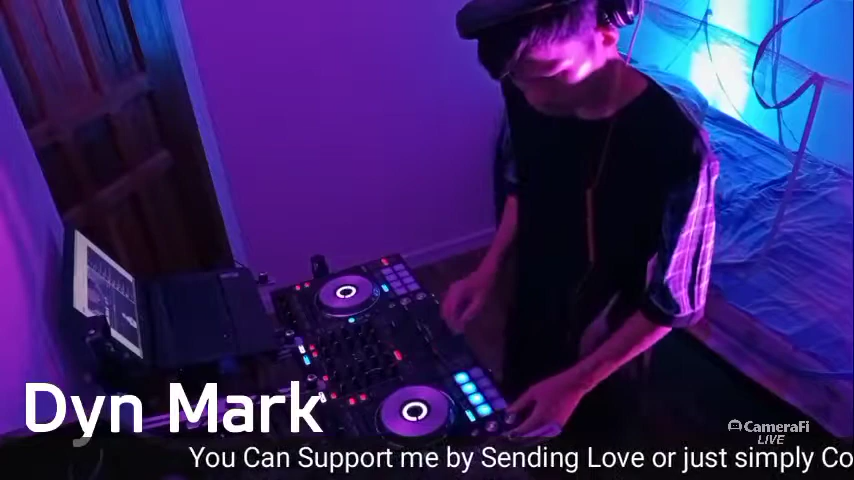 Dyn Mark
CameraFi
LIVE
You Can Support me by Sending Love or just simply Co